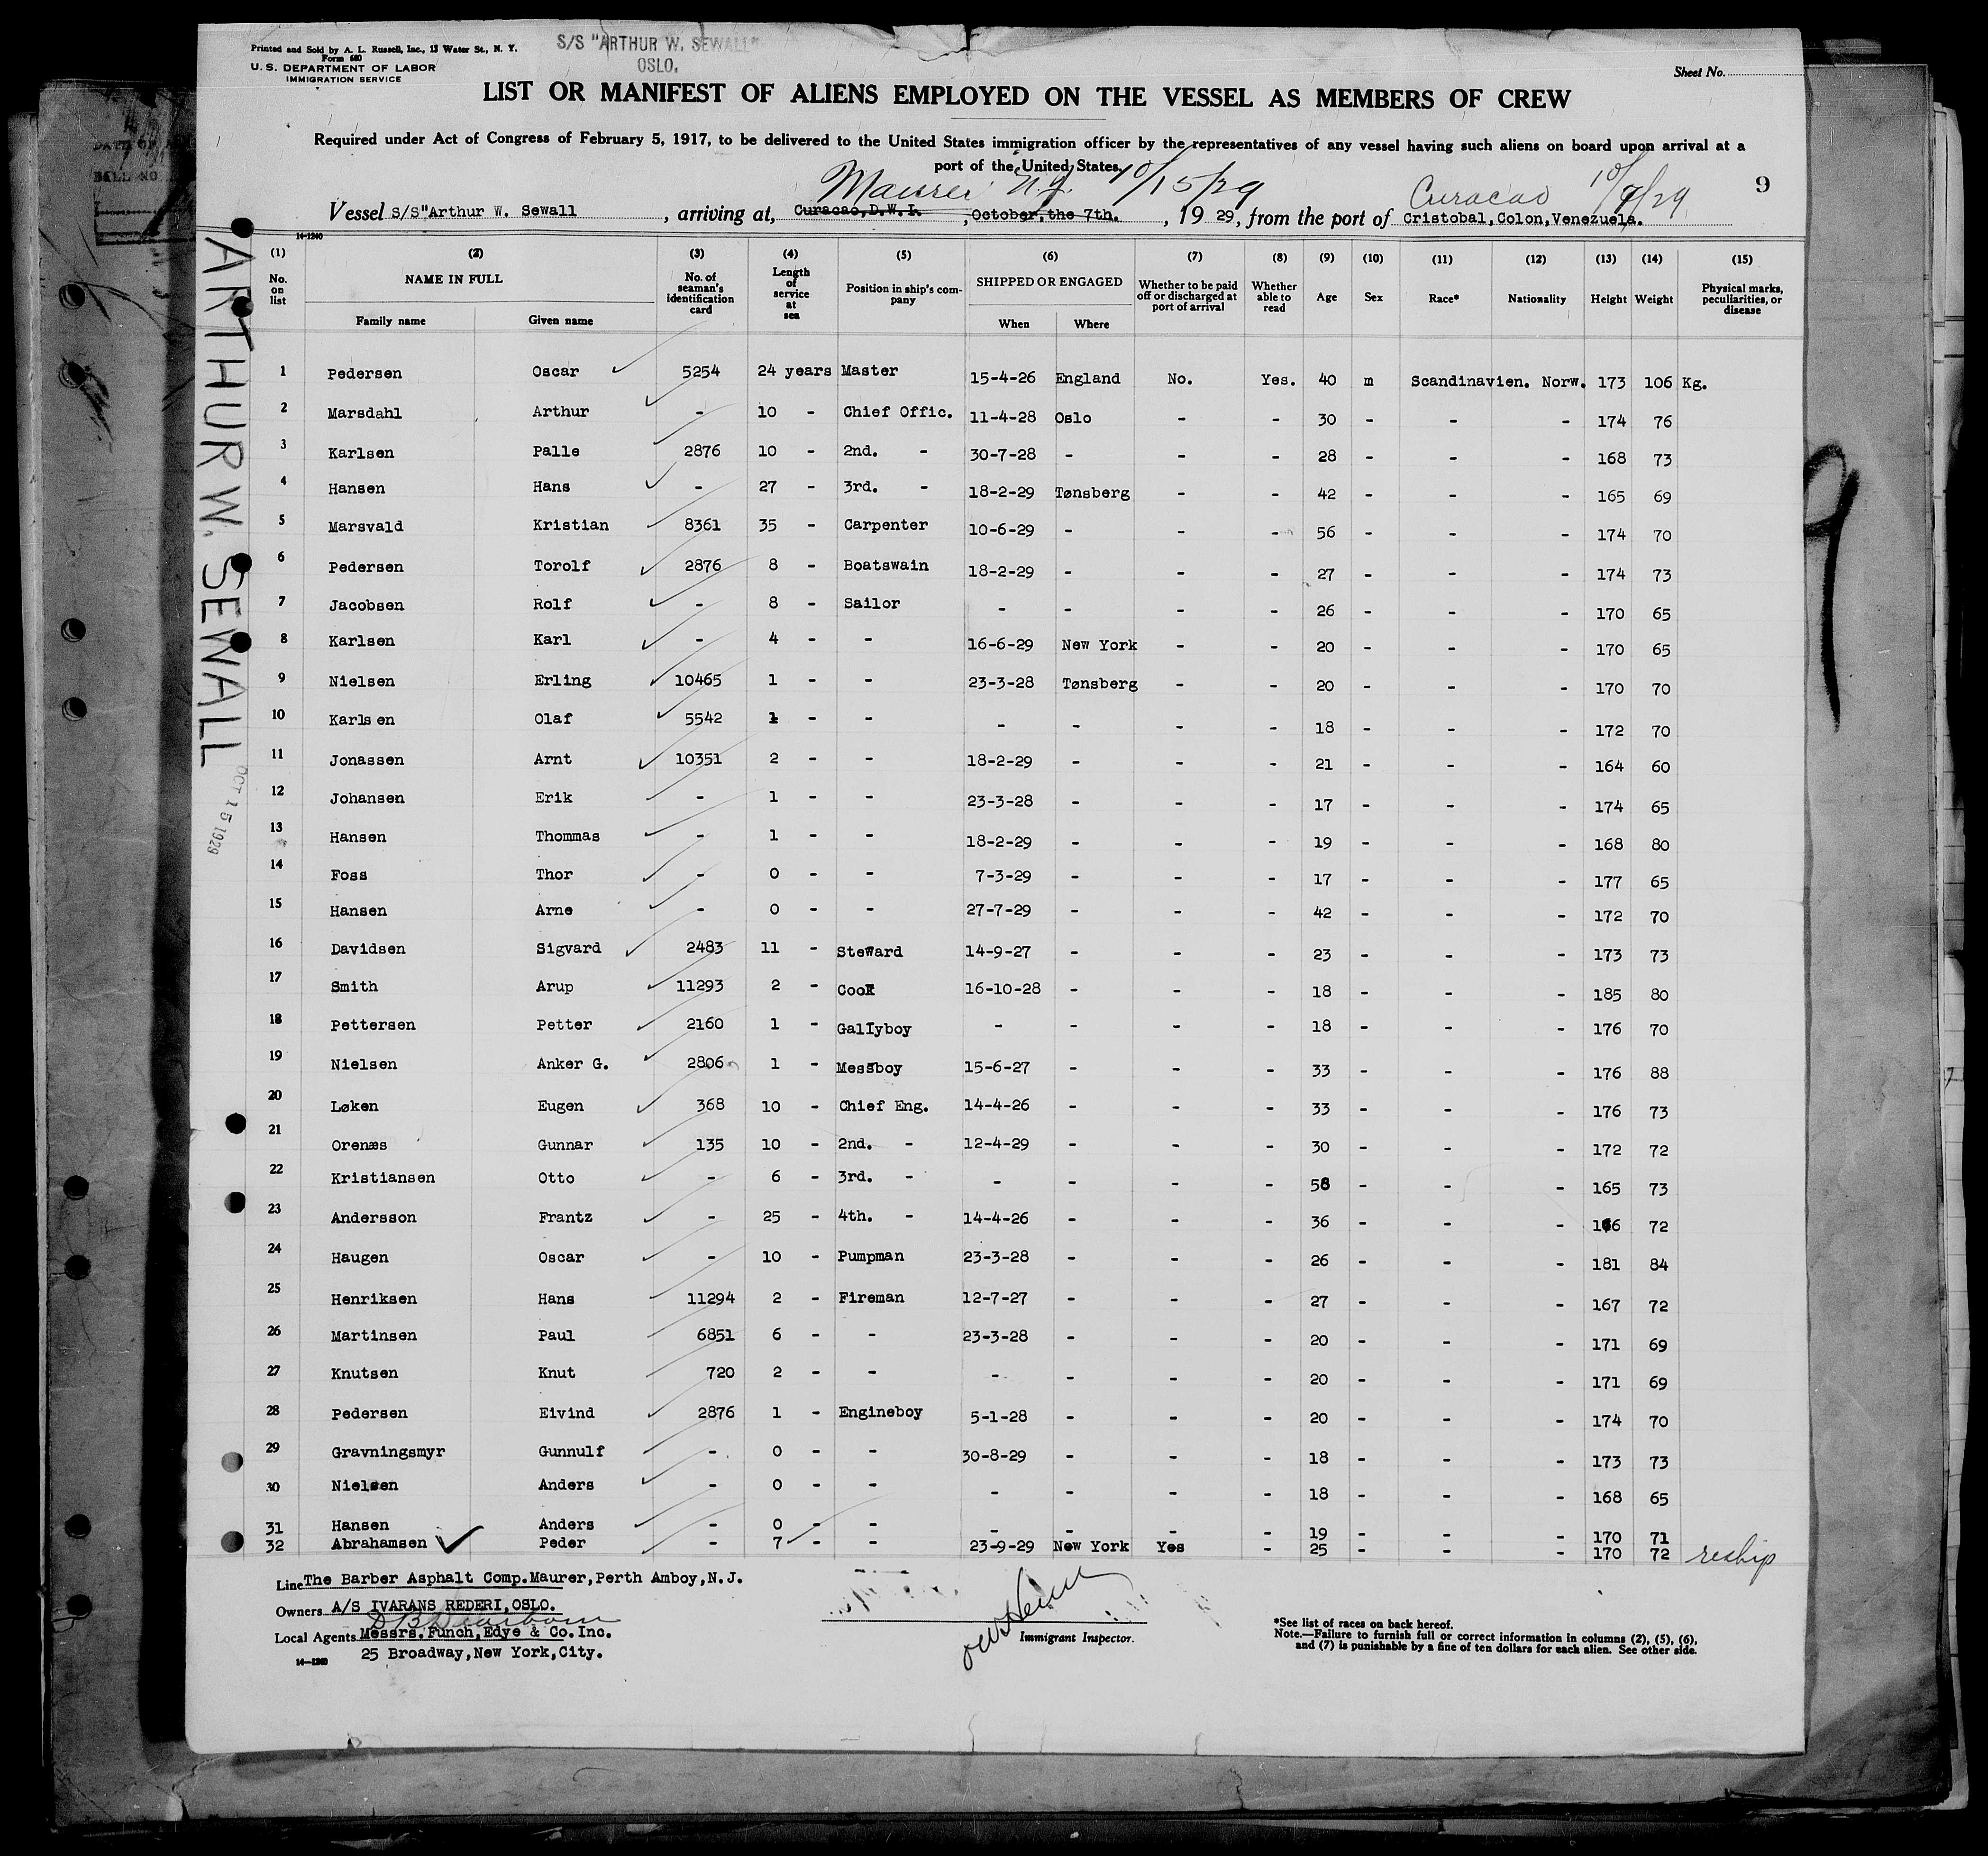 Printed and Sold by A. L. Russell, Inc., 13 Water St., N. Y.
Form 680
U. S. DEPARTMENT OF LABOR
IMMIGRATION SERVICE
S/S "ARTHUR W. SEWALL"
OSLO.
Sheet No.
LIST OR MANIFEST OF ALIENS EMPLOYED ON THE VESSEL AS MEMBERS OF CREW
Required under Act of Congress of February 5, 1917, to be delivered to the United States immigration officer by the representatives of any vessel having such aliens on board upon arrival at a
port of the United States.
Maurer N.J. 10/15/29 Curacao 10/7/29 9
Vessel S/S"Arthur W. Sewall , arriving at, Curacao,D.W.I. , October, the 7th. , 19 29, from the port of Cristobal,Colon,Venezuela.
14-1240
(1) (2) (3) (4) (5) (6) (7) (8) (9) (10) (11) (12) (13) (14) (15)
No. on list NAME IN FULL No. of seaman's identification card Length of service at sea Position in ship's company SHIPPED OR ENGAGED Whether to be paid off or discharged at port of arrival Whether able to read Age Sex Race* Nationality Height Weight Physical marks, peculiarities, or disease
Family name Given name When Where
1 Pedersen Oscar 5254 24 years Master 15-4-26 England No. Yes. 40 m Scandinavien. Norw. 173 106 Kg.
2 Marsdahl Arthur - 10 - Chief Offic. 11-4-28 Oslo - - 30 - - - 174 76
3 Karlsen Palle 2876 10 - 2nd. - 30-7-28 - - - 28 - - - 168 73
4 Hansen Hans - 27 - 3rd. - 18-2-29 Tønsberg - - 42 - - - 165 69
5 Marsvald Kristian 8361 35 - Carpenter 10-6-29 - - - 56 - - - 174 70
6 Pedersen Torolf 2876 8 - Boatswain 18-2-29 - - - 27 - - - 174 73
7 Jacobsen Rolf - 8 - Sailor - - - - 26 - - - 170 65
8 Karlsen Karl - 4 - - 16-6-29 New York - - 20 - - - 170 65
9 Nielsen Erling 10465 1 - - 23-3-28 Tønsberg - - 20 - - - 170 70
10 Karlsen Olaf 5542 1 - - - - - - 18 - - - 172 70
11 Jonassen Arnt 10351 2 - - 18-2-29 - - - 21 - - - 164 60
12 Johansen Erik - 1 - - 23-3-28 - - - 17 - - - 174 65
13 Hansen Thommas - 1 - - 18-2-29 - - - 19 - - - 168 80
14 Foss Thor - 0 - - 7-3-29 - - - 17 - - - 177 65
15 Hansen Arne - 0 - - 27-7-29 - - - 42 - - - 172 70
16 Davidsen Sigvard 2483 11 - Steward 14-9-27 - - - 23 - - - 173 73
17 Smith Arup 11293 2 - Cook 16-10-28 - - - 18 - - - 185 80
18 Pettersen Petter 2160 1 - Gallyboy - - - - 18 - - - 176 70
19 Nielsen Anker G. 2806 1 - Messboy 15-6-27 - - - 33 - - - 176 88
20 Løken Eugen 368 10 - Chief Eng. 14-4-26 - - - 33 - - - 176 73
21 Orenæs Gunnar 135 10 - 2nd. - 12-4-29 - - - 30 - - - 172 72
22 Kristiansen Otto - 6 - 3rd. - - - - - 58 - - - 165 73
23 Andersson Frantz - 25 - 4th. - 14-4-26 - - - 36 - - - 166 72
24 Haugen Oscar - 10 - Pumpman 23-3-28 - - - 26 - - - 181 84
25 Henriksen Hans 11294 2 - Fireman 12-7-27 - - - 27 - - - 167 72
26 Martinsen Paul 6851 6 - - 23-3-28 - - - 20 - - - 171 69
27 Knutsen Knut 720 2 - - - - - - 20 - - - 171 69
28 Pedersen Eivind 2876 1 - Engineboy 5-1-28 - - - 20 - - - 174 70
29 Gravningsmyr Gunnulf - 0 - - 30-8-29 - - - 18 - - - 173 73
30 Nielsen Anders - 0 - - - - - - 18 - - - 168 65
31 Hansen Anders - 0 - - - - - - 19 - - - 170 71
32 Abrahamsen Peder - 7 - - 23-9-29 New York Yes - 25 - - - 170 72 reship
Line The Barber Asphalt Comp.Maurer,Perth Amboy,N.J.
Owners A/S IVARANS REDERI,OSLO.
Local Agents Messrs.Funch,Edye & Co.Inc.
25 Broadway,New York,City.
14-1240
Immigrant Inspector.
*See list of races on back hereof.
Note.—Failure to furnish full or correct information in columns (2), (5), (6),
and (7) is punishable by a fine of ten dollars for each alien. See other side.
ARTHUR W. SEWALL
OCT 15 1929
9